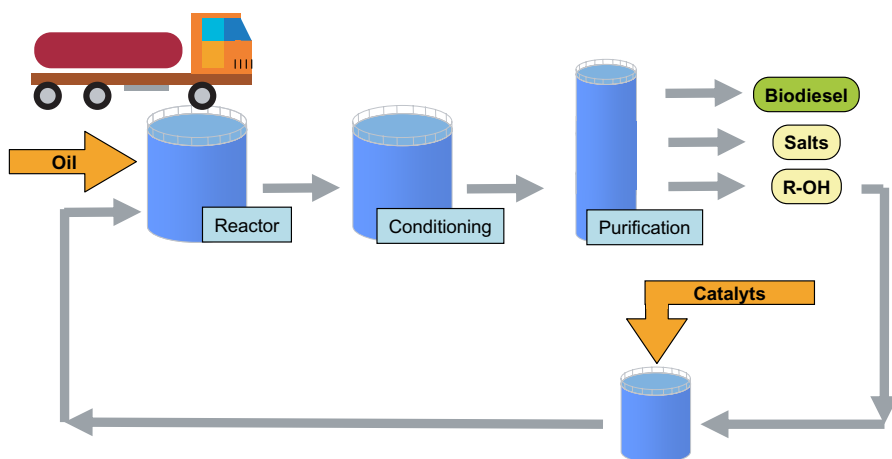 Biodiesel
Oil
Salts
R-OH
Reactor
Conditioning
Purification
Catalyts